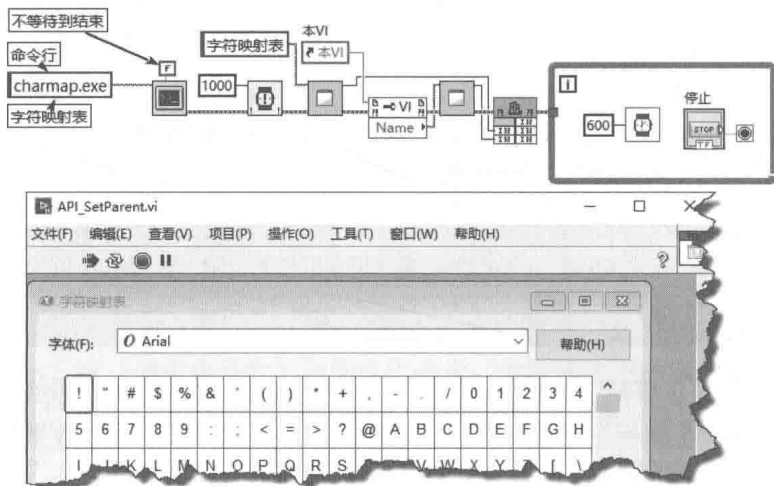 不等待到结束
命令行
charmap.exe
字符映射表
F
1000
字符映射表
本VI
本VI
VI
Name
i
600
停止
STOP
TF
API_SetParent.vi
文件(F) 编辑(E) 查看(V) 项目(P) 操作(O) 工具(T) 窗口(W) 帮助(H)
?
字符映射表
字体(F): O Arial 帮助(H)
! " # $ % & ' ( ) * + , - . / 0 1 2 3 4
5 6 7 8 9 : ; < = > ? @ A B C D E F G H
I J K L M N O P Q R S V W X Y Z [ \